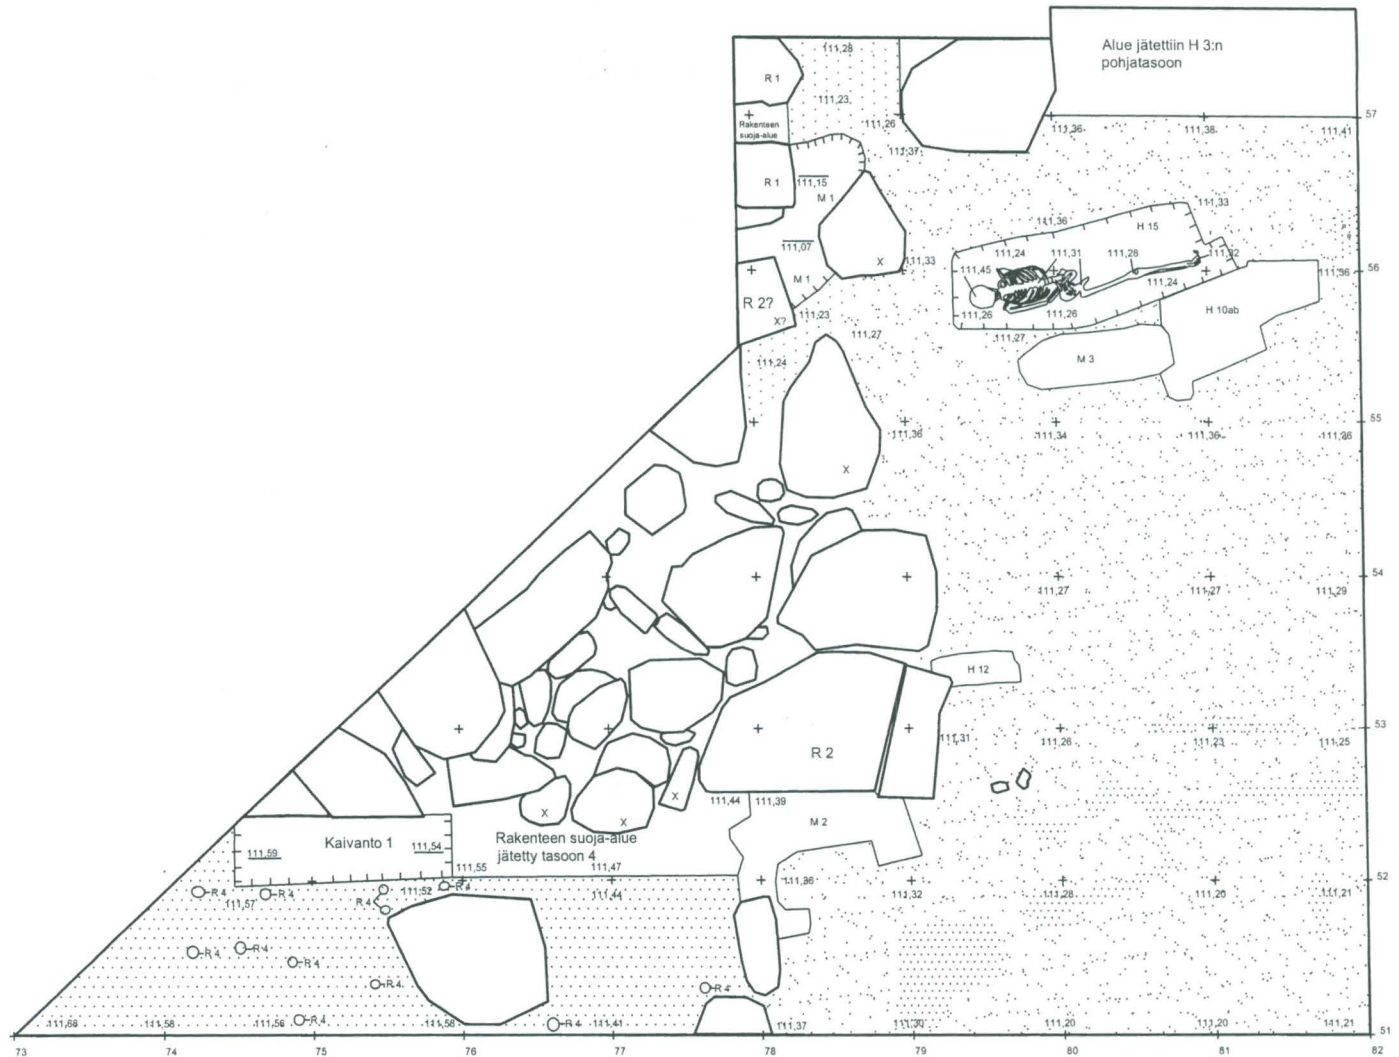 Alue jätettiin H 3:n
pohjatasoon
111,28
R 1
111,23
Rakenteen
suoja-alue
111,26
111,36
111,38
111,41
57
111,37
R 1
111,15
M 1
111,33
111,36
H 15
111,07
111,33
111,24
111,31
111,28
111,32
56
111,45
111,36
M 1
111,24
R 2?
X
X?
111,23
111,26
111,26
H 10ab
111,27
111,27
111,24
M 3
55
111,36
111,34
111,36
111,36
X
54
111,27
111,27
111,29
H 12
53
R 2
111,31
111,26
111,23
111,25
X
X
X
111,44
111,39
M 2
Kaivanto 1
Rakenteen suoja-alue
jätetty tasoon 4
111,59
111,54
111,55
111,47
52
R 4
R 4
111,52
R 4
111,44
111,36
111,32
111,28
111,20
111,21
111,57
R 4
R 4
R 4
R 4
R 4
R 4
R 4
R 4
111,68
111,58
111,56
111,58
111,41
111,37
111,30
111,20
111,20
111,21
51
73
74
75
76
77
78
79
80
81
82